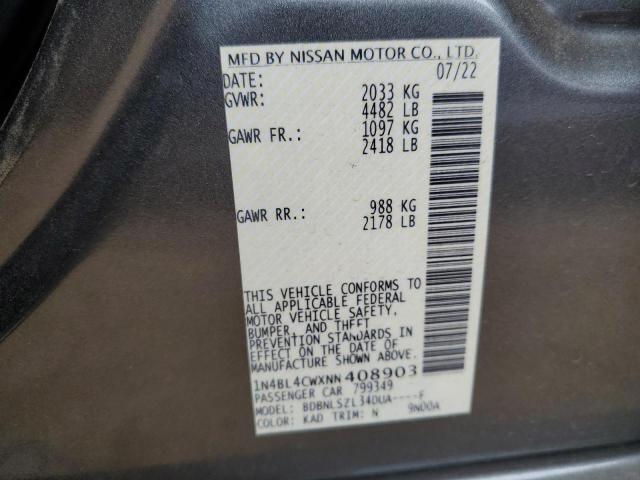 MFD BY NISSAN MOTOR CO., LTD.
DATE: 07/22
GVWR: 2033 KG
4482 LB
GAWR FR.: 1097 KG
2418 LB
GAWR RR.: 988 KG
2178 LB
THIS VEHICLE CONFORMS TO
ALL APPLICABLE FEDERAL
MOTOR VEHICLE SAFETY,
BUMPER, AND THEFT
PREVENTION STANDARDS IN
EFFECT ON THE DATE OF
MANUFACTURE SHOWN ABOVE.
1N4BL4CWXNN408903
PASSENGER CAR 799349
MODEL: BDBNLSZL34DUA----F
COLOR: KAD TRIM: N 9N00A